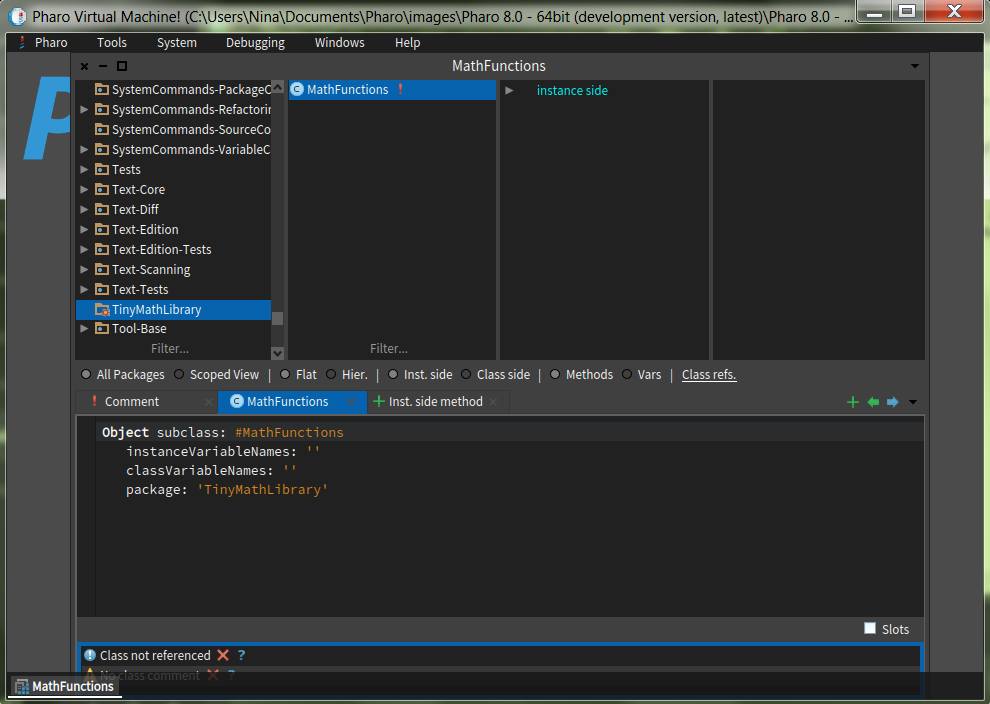 Pharo Virtual Machine! (C:\Users\Nina\Documents\Pharo\images\Pharo 8.0 - 64bit (development version, latest)\Pharo 8.0 - ...
Pharo Tools System Debugging Windows Help
MathFunctions
SystemCommands-PackageC
SystemCommands-Refactorin
SystemCommands-SourceCo
SystemCommands-VariableC
Tests
Text-Core
Text-Diff
Text-Edition
Text-Edition-Tests
Text-Scanning
Text-Tests
TinyMathLibrary
Tool-Base
Filter...
MathFunctions !
Filter...
instance side
All Packages Scoped View | Flat Hier. | Inst. side Class side | Methods Vars | Class refs.
! Comment MathFunctions Inst. side method
Object subclass: #MathFunctions
instanceVariableNames: ''
classVariableNames: ''
package: 'TinyMathLibrary'
Slots
Class not referenced ?
No class comment ?
MathFunctions